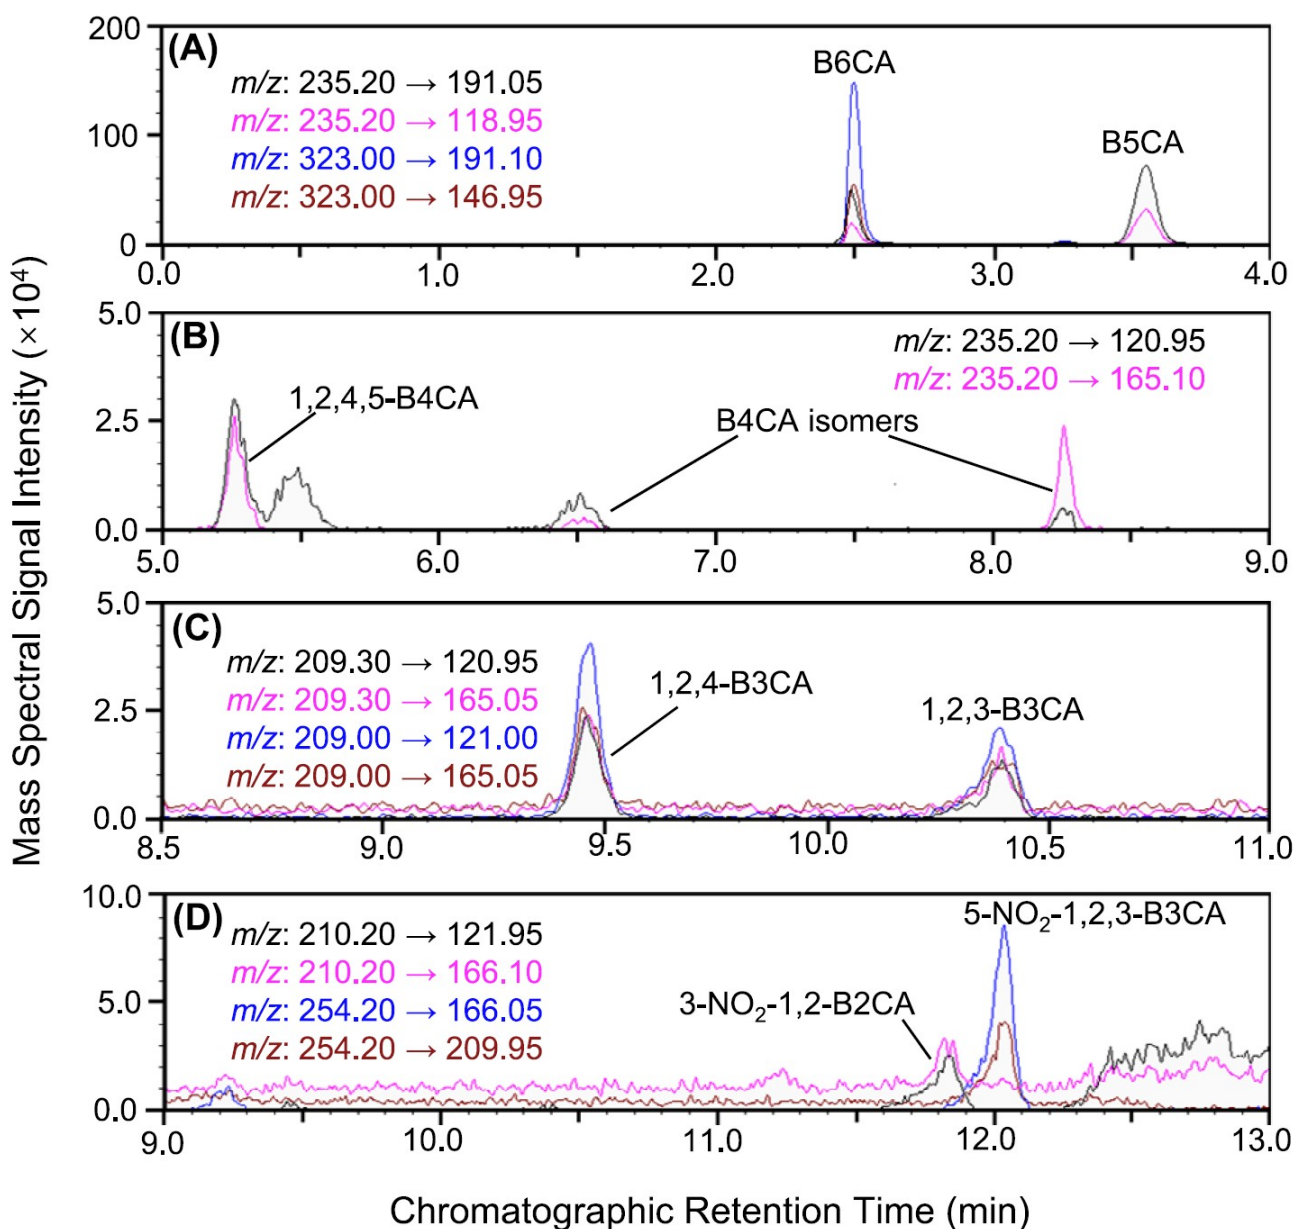 Mass Spectral Signal Intensity (×10⁴)
(A)
m/z: 235.20 → 191.05
m/z: 235.20 → 118.95
m/z: 323.00 → 191.10
m/z: 323.00 → 146.95
B6CA
B5CA
200
100
0
0.0 1.0 2.0 3.0 4.0
(B)
m/z: 235.20 → 120.95
m/z: 235.20 → 165.10
1,2,4,5-B4CA
B4CA isomers
5.0
2.5
0.0
5.0 6.0 7.0 8.0 9.0
(C)
m/z: 209.30 → 120.95
m/z: 209.30 → 165.05
m/z: 209.00 → 121.00
m/z: 209.00 → 165.05
1,2,4-B3CA
1,2,3-B3CA
5.0
2.5
0.0
8.5 9.0 9.5 10.0 10.5 11.0
(D)
m/z: 210.20 → 121.95
m/z: 210.20 → 166.10
m/z: 254.20 → 166.05
m/z: 254.20 → 209.95
5-NO₂-1,2,3-B3CA
3-NO₂-1,2-B2CA
10.0
5.0
0.0
9.0 10.0 11.0 12.0 13.0
Chromatographic Retention Time (min)